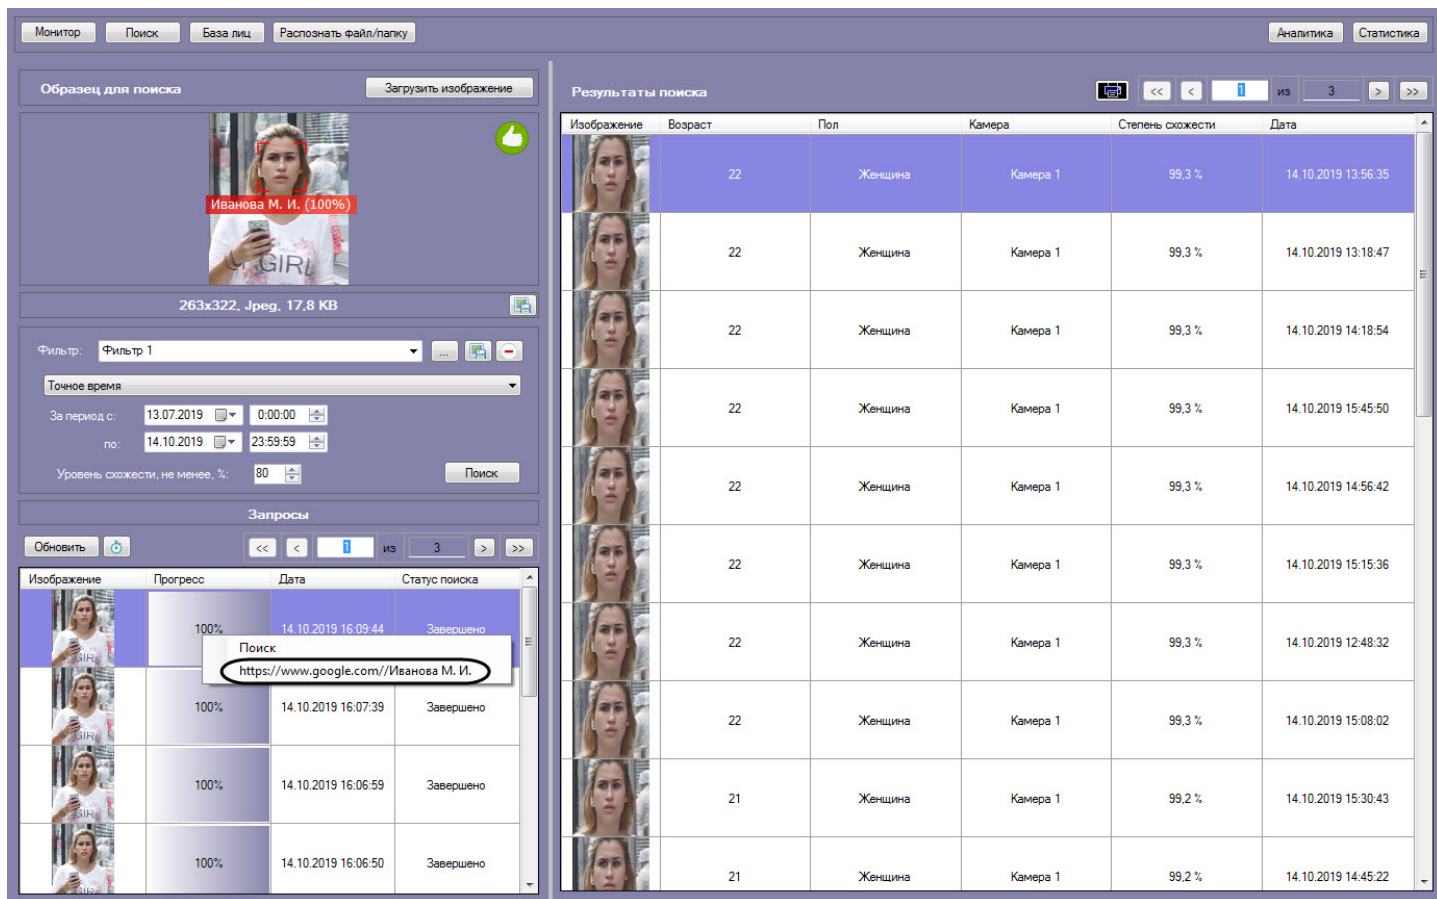 Монитор Поиск База лиц Распознать файл/папку Аналитика Статистика
Образец для поиска Загрузить изображение
Иванова М. И. (100%)
GIRL
263x322, Jpeg, 17,8 KB
Фильтр: Фильтр 1 ...
Точное время
За период с: 13.07.2019 0:00:00
по: 14.10.2019 23:59:59
Уровень схожести, не менее, %: 80 Поиск
Запросы
Обновить << < 1 из 3 > >>
Изображение Прогресс Дата Статус поиска
100% 14.10.2019 16:09:44 Завершено
Поиск
https://www.google.com//Иванова М. И.
100% 14.10.2019 16:07:39 Завершено
100% 14.10.2019 16:06:59 Завершено
100% 14.10.2019 16:06:50 Завершено
Результаты поиска << < 1 из 3 > >>
Изображение Возраст Пол Камера Степень схожести Дата
22 Женщина Камера 1 99,3 % 14.10.2019 13:56:35
22 Женщина Камера 1 99,3 % 14.10.2019 13:18:47
22 Женщина Камера 1 99,3 % 14.10.2019 14:18:54
22 Женщина Камера 1 99,3 % 14.10.2019 15:45:50
22 Женщина Камера 1 99,3 % 14.10.2019 14:56:42
22 Женщина Камера 1 99,3 % 14.10.2019 15:15:36
22 Женщина Камера 1 99,3 % 14.10.2019 12:48:32
22 Женщина Камера 1 99,3 % 14.10.2019 15:08:02
21 Женщина Камера 1 99,2 % 14.10.2019 15:30:43
21 Женщина Камера 1 99,2 % 14.10.2019 14:45:22